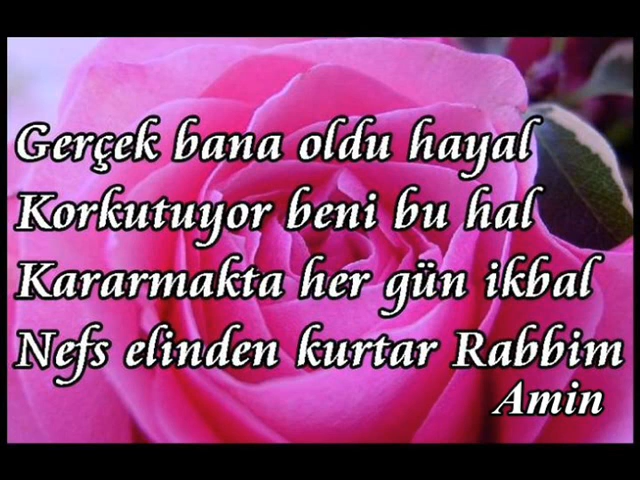 Gerçek bana oldu hayal
Korkutuyor beni bu hal
Kararmakta her gün ikbal
Nefs elinden kurtar Rabbim
Amin